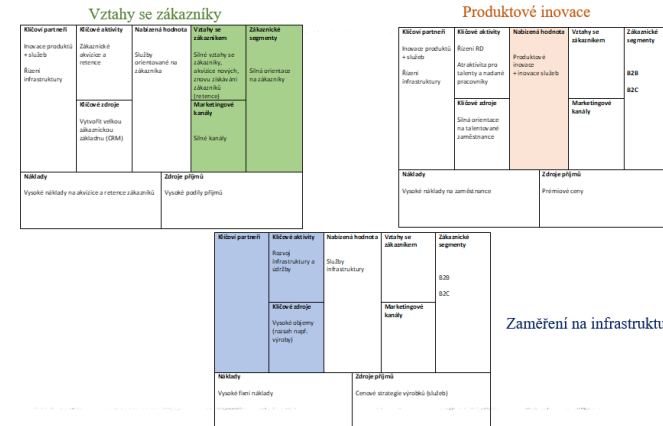 Vztahy se zákazníky
Klíčoví partneři
Inovace produktů
+ služeb
Řízení
infrastruktury
Klíčové aktivity
Zákaznické
akvizice a
retence
Klíčové zdroje
Vytvořit velkou
zákaznickou
základnu (CRM)
Nabízená hodnota
Služby
orientované na
zákazníka
Vztahy se
zákazníkem
Silné vztahy se
zákazníky,
akvizice nových,
znovu získávání
zákazníků
(retence)
Marketingové
kanály
Silné kanály
Zákaznické
segmenty
Silná orientace
na zákazníky
Náklady
Vysoké náklady na akvizice a retence zákazníků
Zdroje příjmů
Vysoké podíly příjmů
Produktové inovace
Klíčoví partneři
Inovace produktů
+ služeb
Řízení
infrastruktury
Klíčové aktivity
Řízení RD
Atraktivita pro
talenty a nadané
pracovníky
Klíčové zdroje
Silná orientace
na talentované
zaměstnance
Nabízená hodnota
Produktové
inovace
+ inovace služeb
Vztahy se
zákazníkem
Marketingové
kanály
Zákaznické
segmenty
B2B
B2C
Náklady
Vysoké náklady na zaměstnance
Zdroje příjmů
Prémiové ceny
Klíčoví partneři
Klíčové aktivity
Rozvoj
infrastruktury a
údržby
Klíčové zdroje
Vysoké objemy
(rozsah např.
výroby)
Nabízená hodnota
Služby
infrastruktury
Vztahy se
zákazníkem
Marketingové
kanály
Zákaznické
segmenty
B2B
B2C
Náklady
Vysoké fixní náklady
Zdroje příjmů
Cenové strategie výrobků (služeb)
Zaměření na infrastruktu